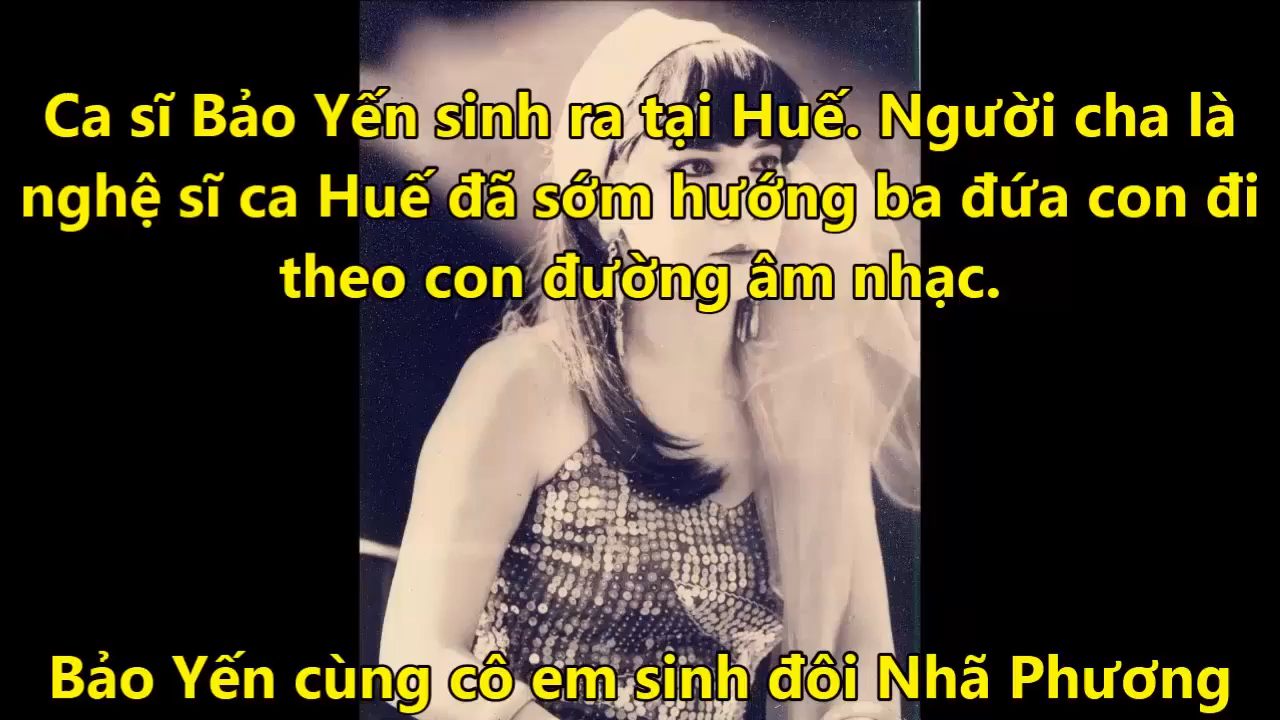 Ca sĩ Bảo Yến sinh ra tại Huế. Người cha là
nghệ sĩ ca Huế đã sớm hướng ba đứa con đi
theo con đường âm nhạc.
Bảo Yến cùng cô em sinh đôi Nhã Phương